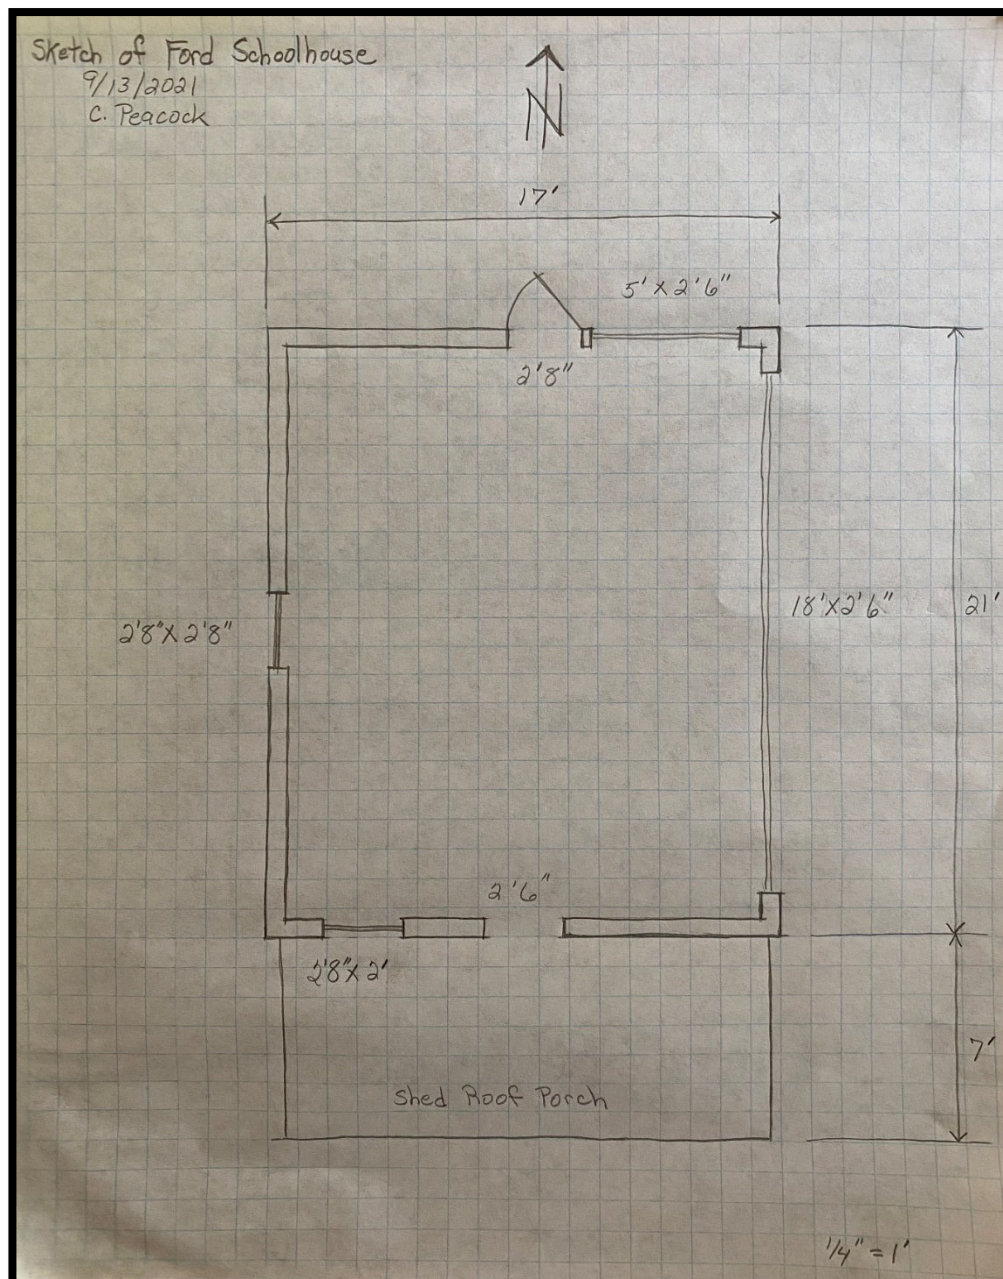 Sketch of Ford Schoolhouse
9/13/2021
C. Peacock
N
17'
5' x 2'6"
2'8"
2'8" x 2'8"
18' x 2'6"
21'
2'6"
2'8" x 2'
7'
Shed Roof Porch
1/4" = 1'